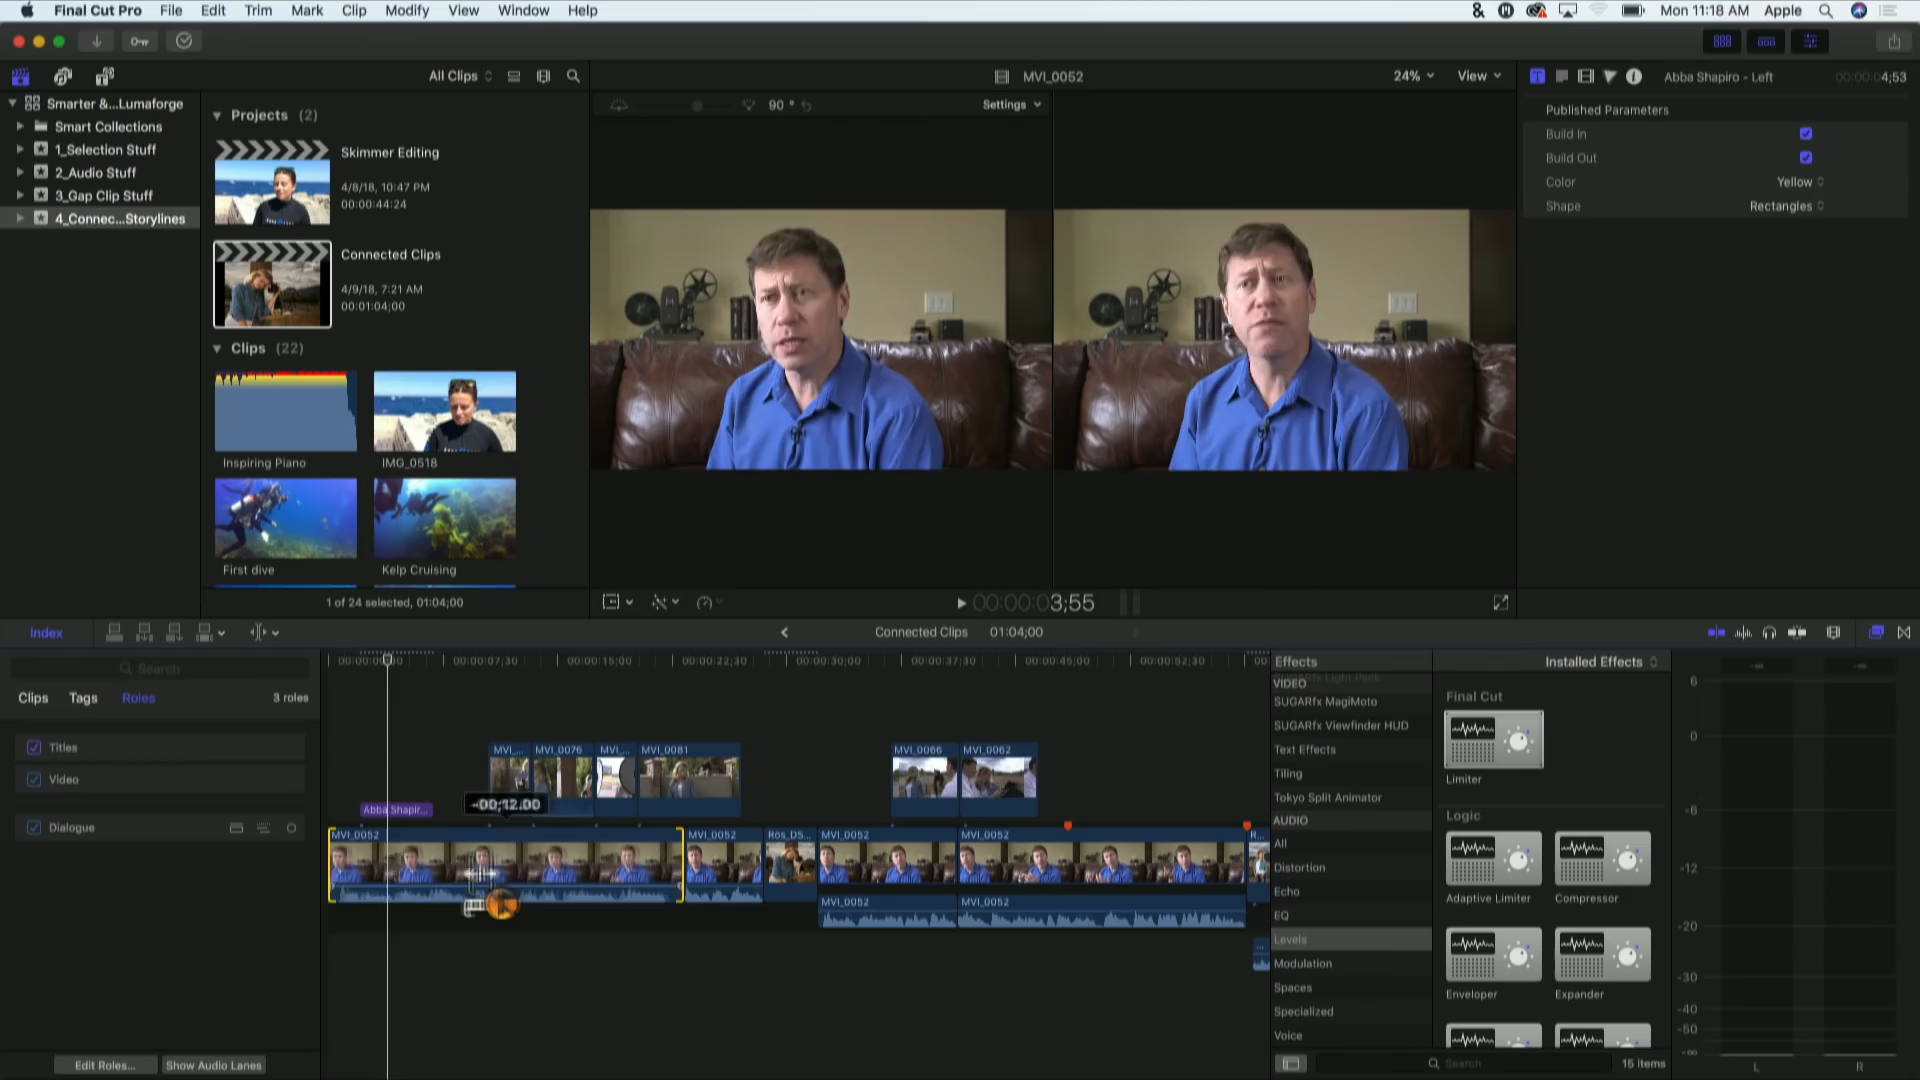 Final Cut Pro File Edit Trim Mark Clip Modify View Window Help
Mon 11:18 AM Apple
All Clips
MVI_0052
24% View
Abba Shapiro - Left
4;53
Smarter &...Lumaforge
Smart Collections
1_Selection Stuff
2_Audio Stuff
3_Gap Clip Stuff
4_Connec...Storylines
Projects (2)
Skimmer Editing
4/8/18, 10:47 PM
00:00:44:24
Connected Clips
4/9/18, 7:21 AM
00:01:04;00
Clips (22)
Inspiring Piano
IMG_0518
First dive
Kelp Cruising
1 of 24 selected, 01:04;00
90 °
Settings
00:00:03;55
Published Parameters
Build In
Build Out
Color Yellow
Shape Rectangles
Index
Connected Clips 01:04;00
Search
Clips Tags Roles 3 roles
Titles
Video
Dialogue
Edit Roles... Show Audio Lanes
00:00:07;30 00:00:15;00 00:00:22;30 00:00:30;00 00:00:37;30 00:00:45;00 00:00:52;30
MVI_... MVI_0076 MVI_... MVI_0081 MVI_0066 MVI_0062
-00;12.00
Abba Shapir...
MVI_0052 MVI_0052 Ros_DS... MVI_0052 MVI_0052 R...
MVI_0052 MVI_0052
Effects
Installed Effects
SUGARfx Light Pack
VIDEO
SUGARfx MagiMoto
SUGARfx Viewfinder HUD
Text Effects
Tiling
Tokyo Split Animator
AUDIO
All
Distortion
Echo
EQ
Levels
Modulation
Spaces
Specialized
Voice
Final Cut
Limiter
Logic
Adaptive Limiter
Compressor
Enveloper
Expander
Search
15 items
6
0
-6
-12
-20
-30
-40
-50
-∞
L R